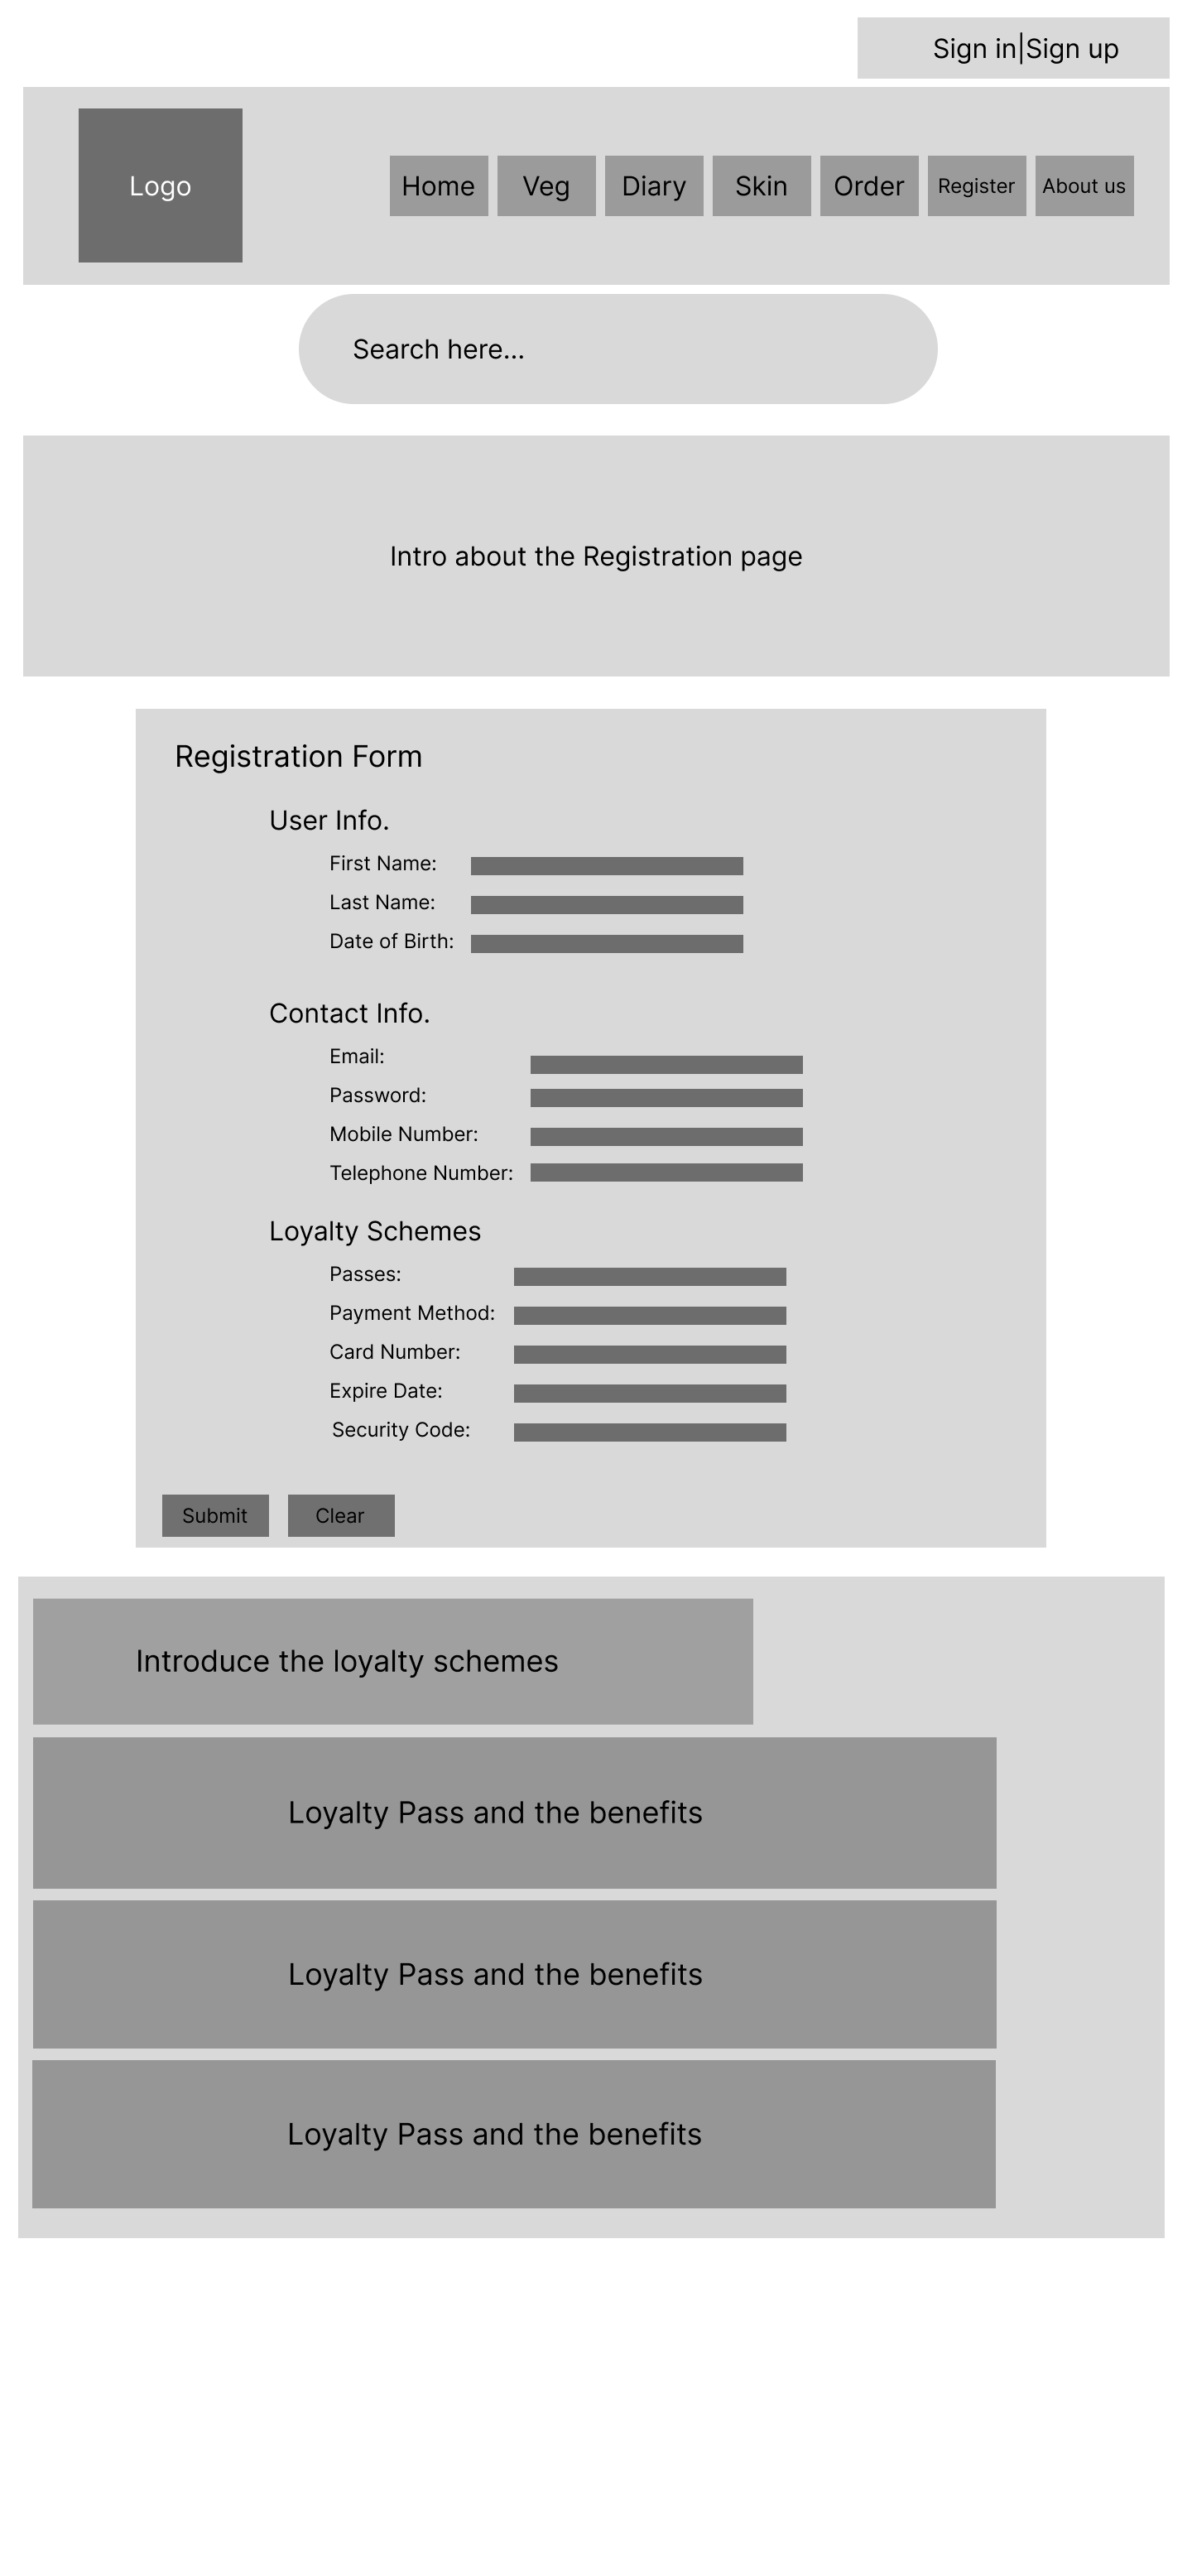 Sign in|Sign up
Logo
Home
Veg
Diary
Skin
Order
Register
About us
Search here...
Intro about the Registration page
Registration Form
User Info.
First Name:
Last Name:
Date of Birth:
Contact Info.
Email:
Password:
Mobile Number:
Telephone Number:
Loyalty Schemes
Passes:
Payment Method:
Card Number:
Expire Date:
Security Code:
Submit
Clear
Introduce the loyalty schemes
Loyalty Pass and the benefits
Loyalty Pass and the benefits
Loyalty Pass and the benefits